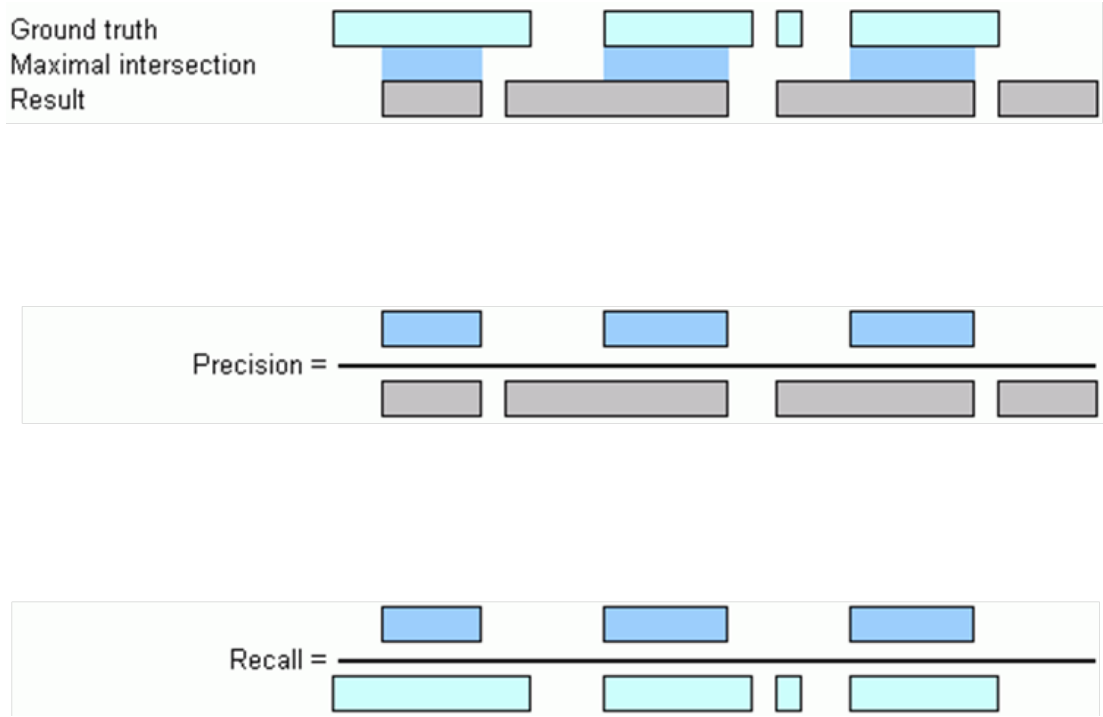 Ground truth
Maximal intersection
Result
Precision =
Recall =